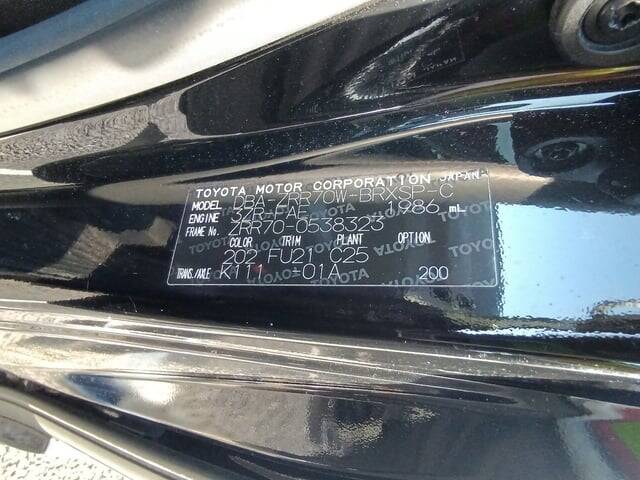 TOYOTA MOTOR CORPORATION JAPAN
MODEL DBA-ZRR70W-BRXSP-C
ENGINE 3ZR-FAE 1986 mL
FRAME No. ZRR70-0538323
COLOR TRIM PLANT OPTION
202 FU21 C25
TRANS./AXLE K111 -01A 200